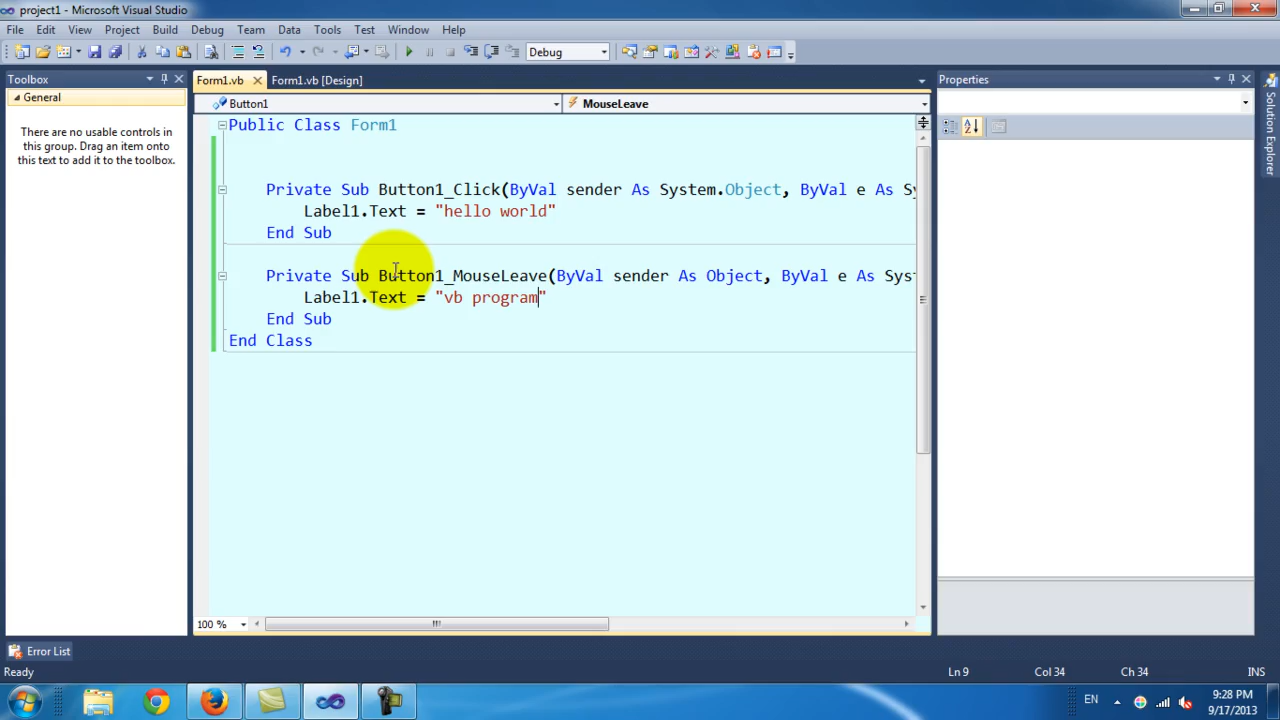 project1 - Microsoft Visual Studio
File Edit View Project Build Debug Team Data Tools Test Window Help
Debug
Toolbox
Form1.vb
Form1.vb [Design]
Properties
General
Button1
MouseLeave
There are no usable controls in
this group. Drag an item onto
this text to add it to the toolbox.
Public Class Form1
Private Sub Button1_Click(ByVal sender As System.Object, ByVal e As Sy
Label1.Text = "hello world"
End Sub
Private Sub Button1_MouseLeave(ByVal sender As Object, ByVal e As Syst
Label1.Text = "vb program"
End Sub
End Class
Solution Explorer
100 %
Error List
Ready
Ln 9
Col 34
Ch 34
INS
EN
9:28 PM
9/17/2013